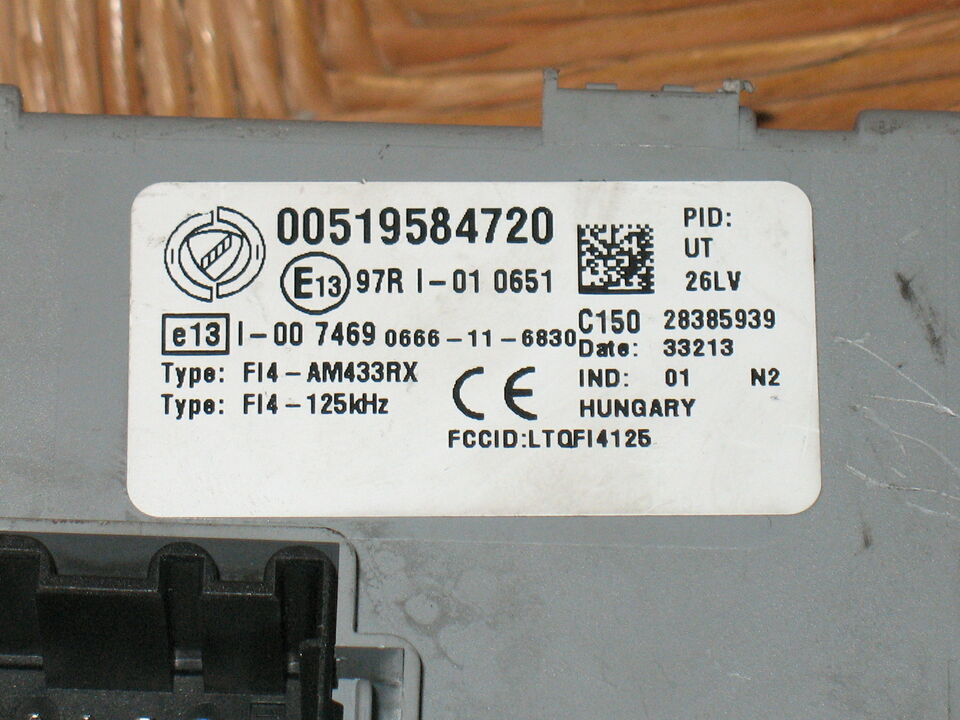 00519584720
PID:
UT
26LV
E13 97R I-01 0651
e13 I-00 7469 0666-11-6830
C150 28385939
Date: 33213
Type: FI4-AM433RX
IND: 01 N2
Type: FI4-125kHz
CE
HUNGARY
FCCID:LTQFI4125